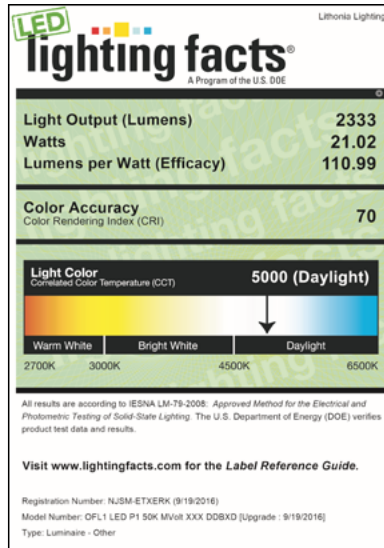 LED
Lithonia Lighting
lighting facts®
A Program of the U.S. DOE
©
Light Output (Lumens) 2333
Watts 21.02
Lumens per Watt (Efficacy) 110.99
Color Accuracy
Color Rendering Index (CRI) 70
Light Color
Correlated Color Temperature (CCT) 5000 (Daylight)
Warm White Bright White Daylight
2700K 3000K 4500K 6500K
All results are according to IESNA LM-79-2008: Approved Method for the Electrical and
Photometric Testing of Solid-State Lighting. The U.S. Department of Energy (DOE) verifies
product test data and results.
Visit www.lightingfacts.com for the Label Reference Guide.
Registration Number: NJSM-ETXERK (9/19/2016)
Model Number: OFL1 LED P1 50K MVolt XXX DDBXD [Upgrade : 9/19/2016]
Type: Luminaire - Other